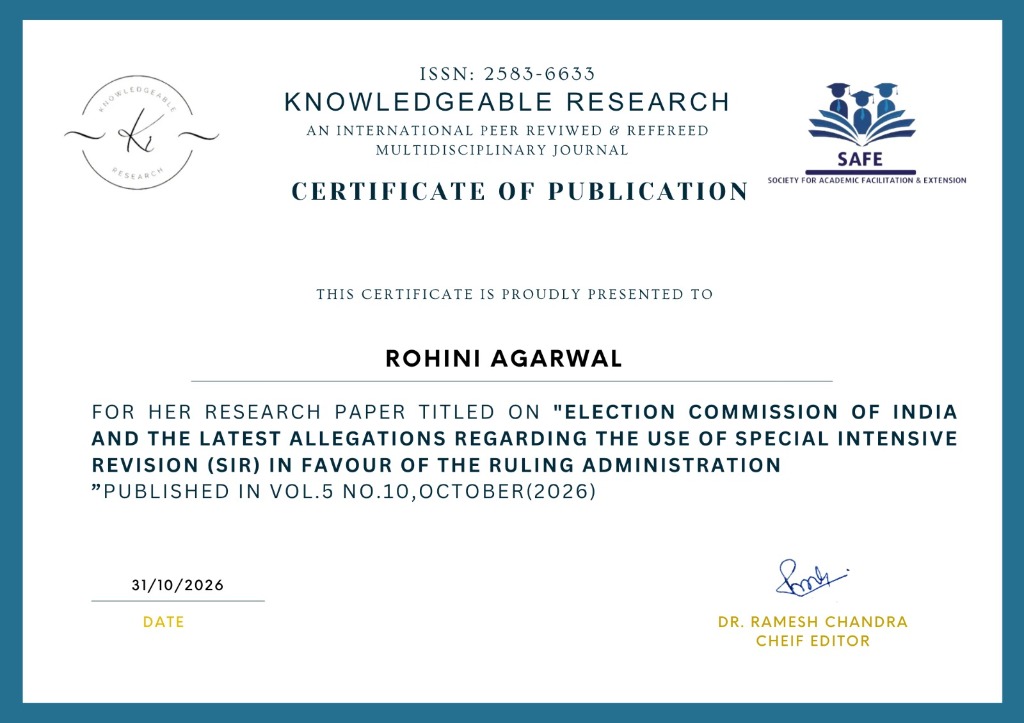 ISSN: 2583-6633
KNOWLEDGEABLE RESEARCH
AN INTERNATIONAL PEER REVIWED & REFEREED
MULTIDISCIPLINARY JOURNAL
KNOWLEDGEABLE
Kr
RESEARCH
SAFE
SOCIETY FOR ACADEMIC FACILITATION & EXTENSION
CERTIFICATE OF PUBLICATION
THIS CERTIFICATE IS PROUDLY PRESENTED TO
ROHINI AGARWAL
FOR HER RESEARCH PAPER TITLED ON "ELECTION COMMISSION OF INDIA
AND THE LATEST ALLEGATIONS REGARDING THE USE OF SPECIAL INTENSIVE
REVISION (SIR) IN FAVOUR OF THE RULING ADMINISTRATION
”PUBLISHED IN VOL.5 NO.10,OCTOBER(2026)
31/10/2026
DATE
DR. RAMESH CHANDRA
CHEIF EDITOR